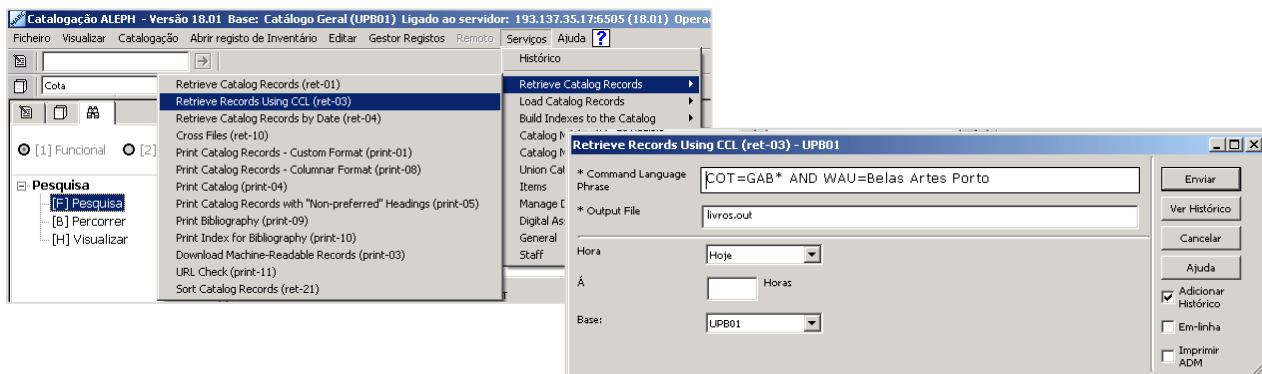 Catalogação ALEPH - Versão 18.01 Base: Catálogo Geral (UPB01) Ligado ao servidor: 193.137.35.17:6505 (18.01) Opera
Ficheiro Visualizar Catalogação Abrir registo de Inventário Editar Gestor Registos Remoto Serviços Ajuda ?
Histórico
Cota
Retrieve Catalog Records
Load Catalog Records
Build Indexes to the Catalog
Catalog M
Catalog M
Union Cat
Items
Manage D
Digital As
General
Staff
Retrieve Catalog Records (ret-01)
Retrieve Records Using CCL (ret-03)
Retrieve Catalog Records by Date (ret-04)
Cross Files (ret-10)
Print Catalog Records - Custom Format (print-01)
Print Catalog Records - Columnar Format (print-08)
Print Catalog (print-04)
Print Catalog Records with "Non-preferred" Headings (print-05)
Print Bibliography (print-09)
Print Index for Bibliography (print-10)
Download Machine-Readable Records (print-03)
URL Check (print-11)
Sort Catalog Records (ret-21)
[1] Funcional [2]
Pesquisa
[F] Pesquisa
[B] Percorrer
[H] Visualizar
Retrieve Records Using CCL (ret-03) - UPB01
* Command Language
Phrase
COT=GAB* AND WAU=Belas Artes Porto
* Output File
livros.out
Hora
Hoje
Á
Horas
Base:
UPB01
Enviar
Ver Histórico
Cancelar
Ajuda
Adicionar
Histórico
Em-linha
Imprimir
ADM